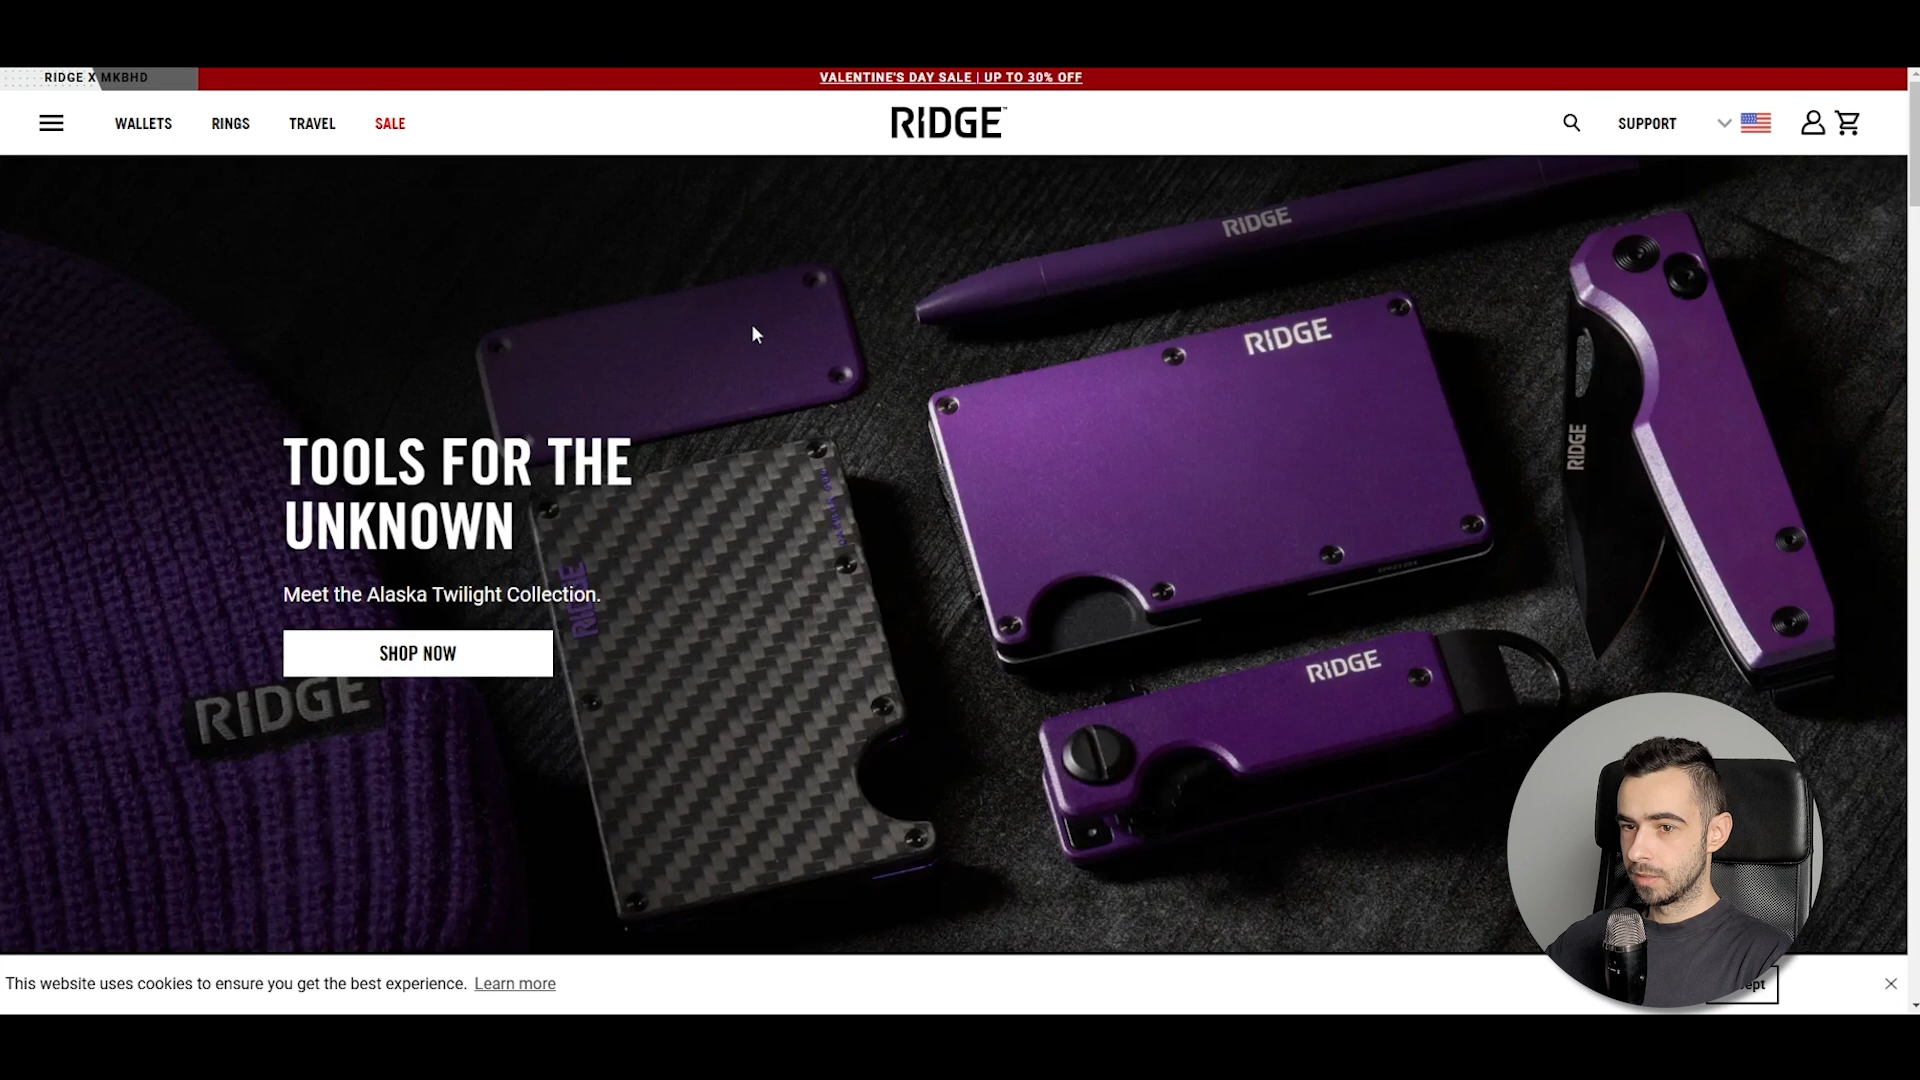 RIDGE X MKBHD
VALENTINE'S DAY SALE | UP TO 30% OFF
WALLETS
RINGS
TRAVEL
SALE
RIDGE
SUPPORT
RIDGE
RIDGE
RIDGE
TOOLS FOR THE
UNKNOWN
Meet the Alaska Twilight Collection.
RIDGE
SHOP NOW
RIDGE
RIDGE
This website uses cookies to ensure you get the best experience. Learn more